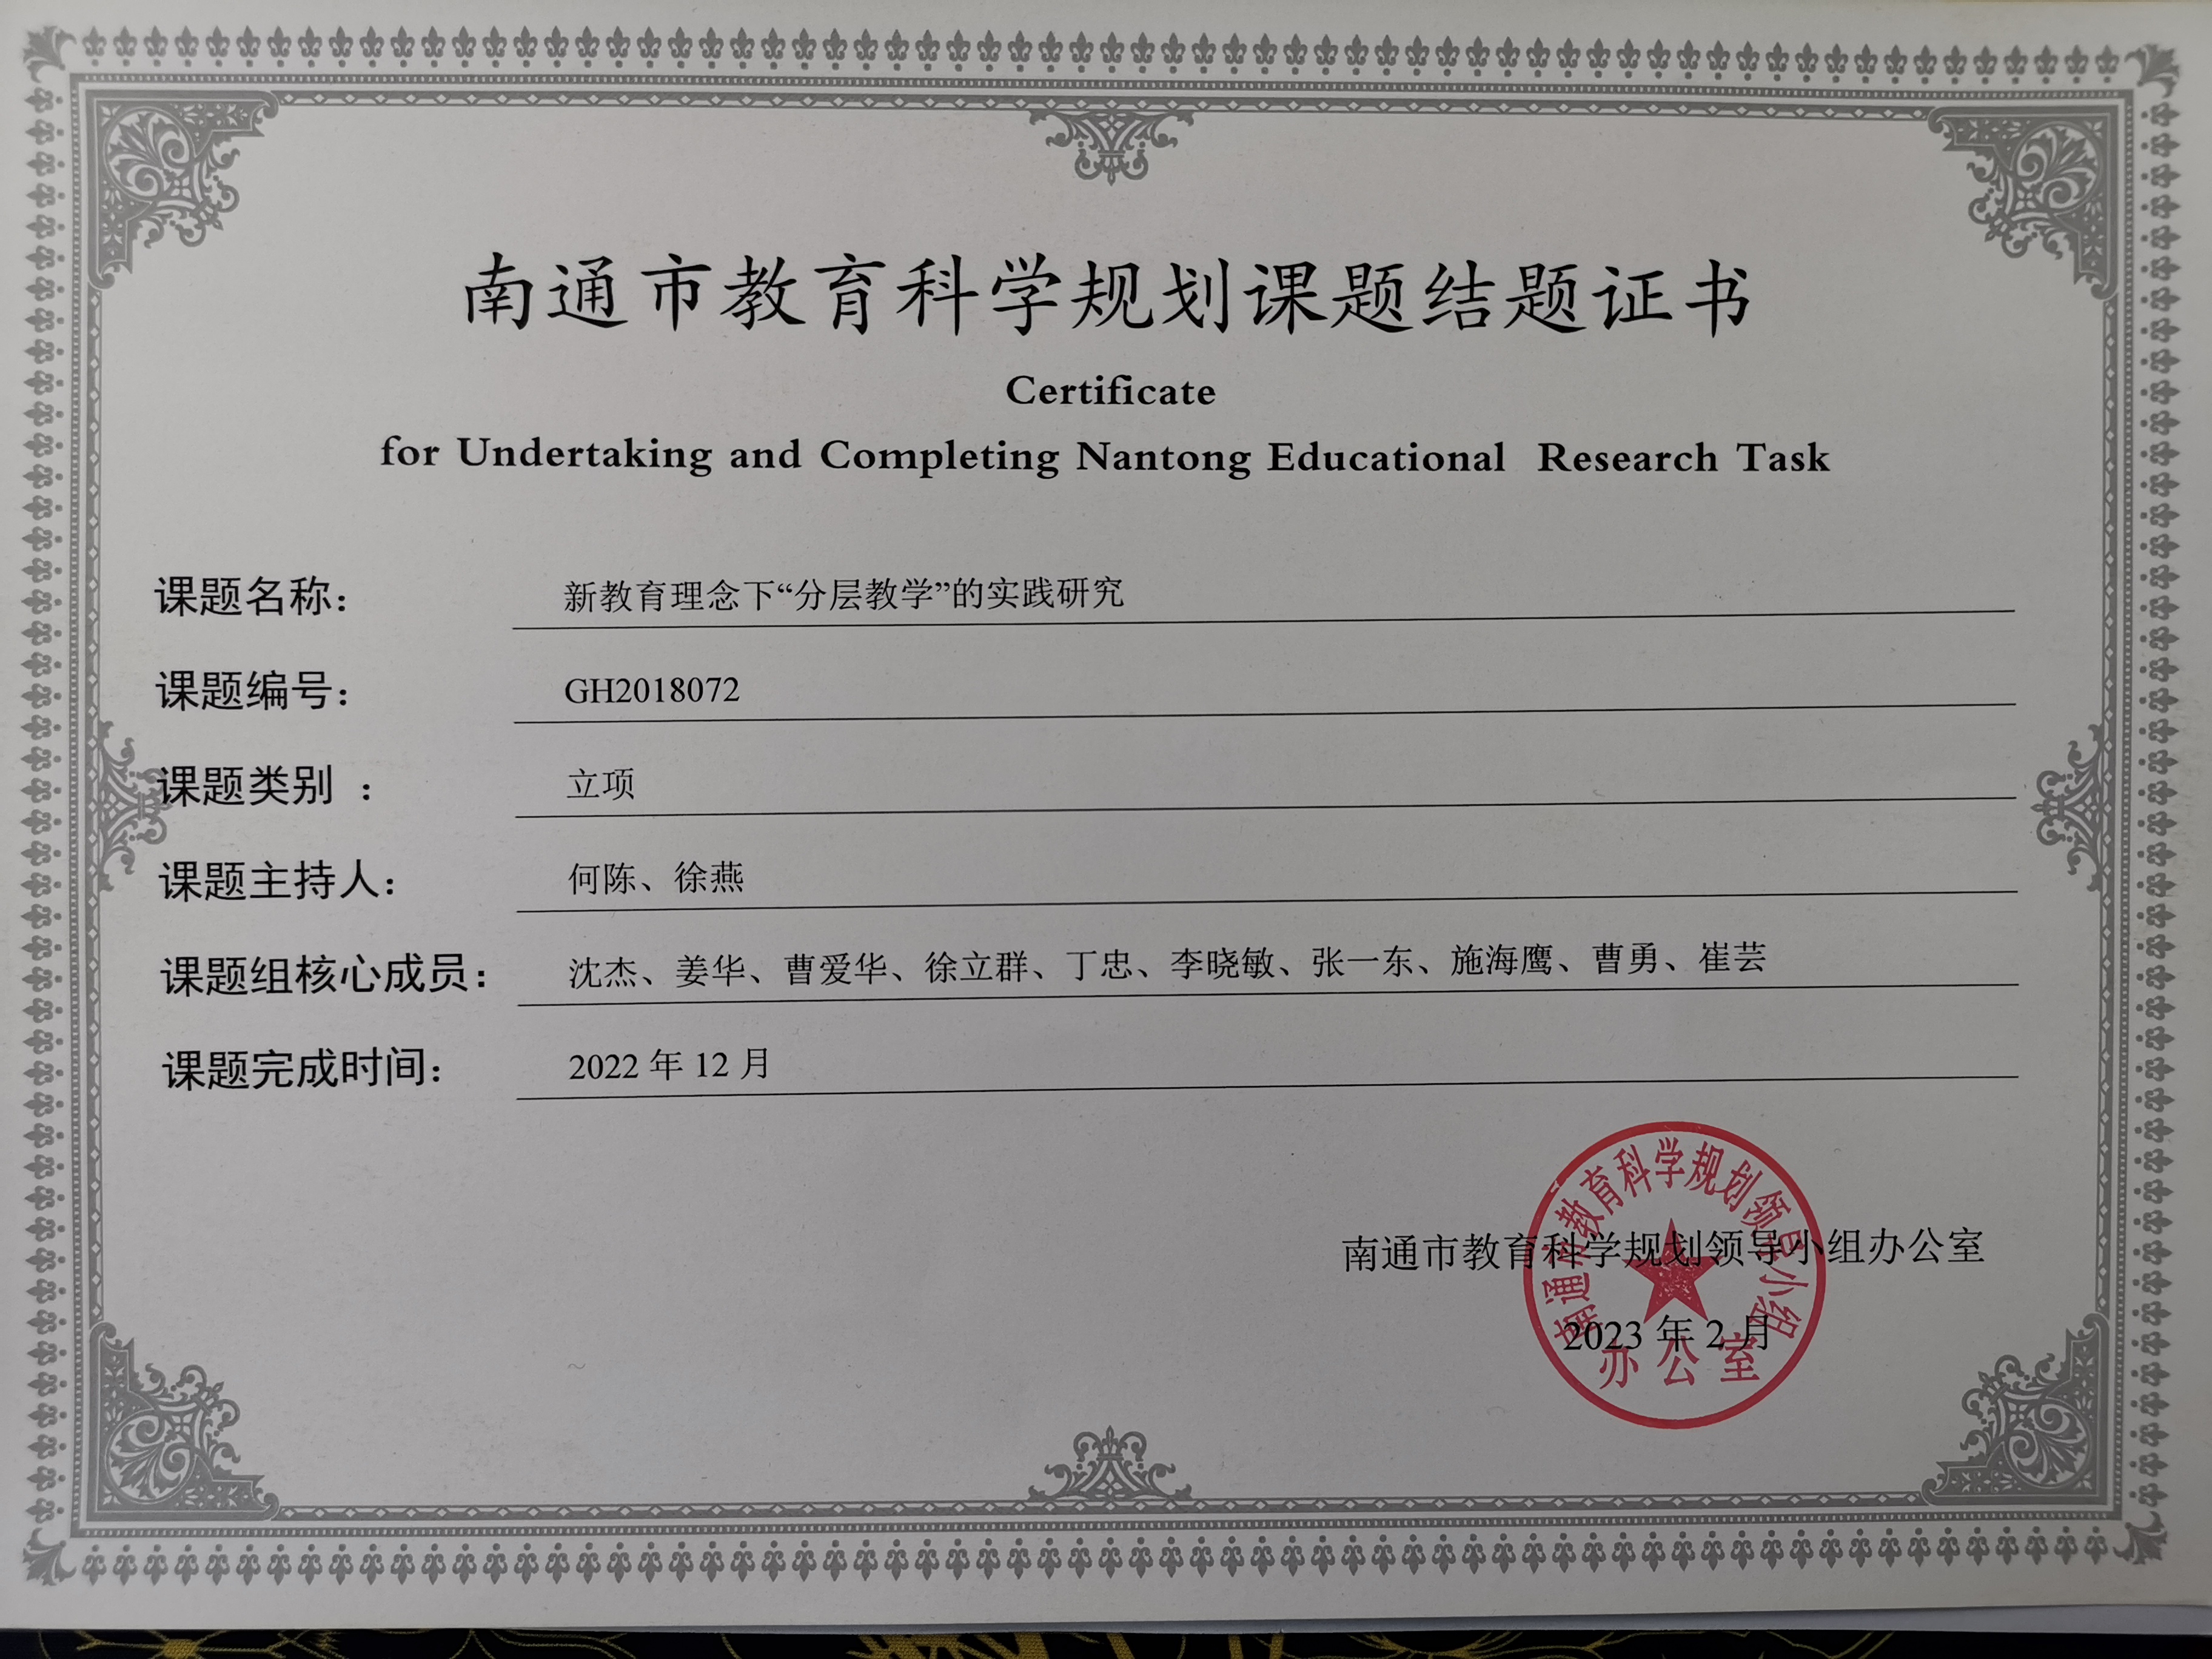 南通市教育科学规划课题结题证书
Certificate
for Undertaking and Completing Nantong Educational Research Task
课题名称： 新教育理念下“分层教学”的实践研究
课题编号： GH2018072
课题类别 ： 立项
课题主持人： 何陈、徐燕
课题组核心成员： 沈杰、姜华、曹爱华、徐立群、丁忠、李晓敏、张一东、施海鹰、曹勇、崔芸
课题完成时间： 2022 年 12 月
南通市教育科学规划领导小组办公室
2023 年 2 月
南通市教育科学规划领导小组
办公室